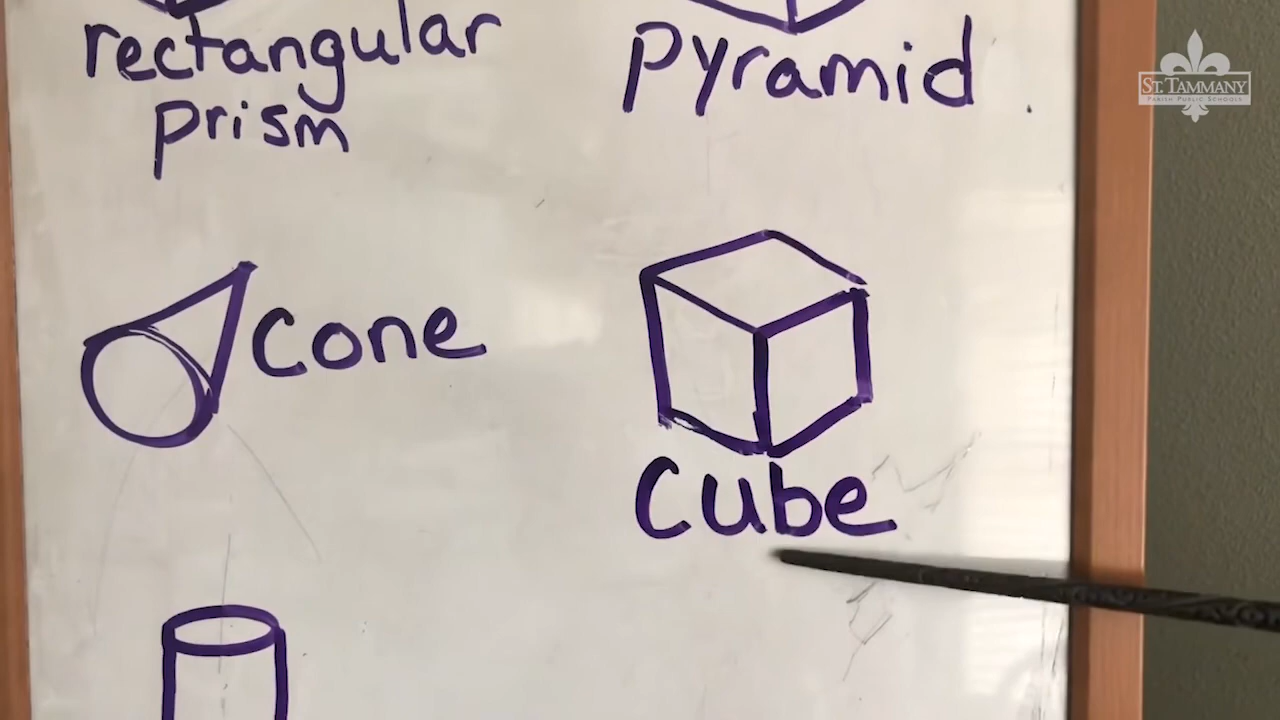 rectangular
prism
pyramid
cone
cube
ST. TAMMANY
PARISH PUBLIC SCHOOLS